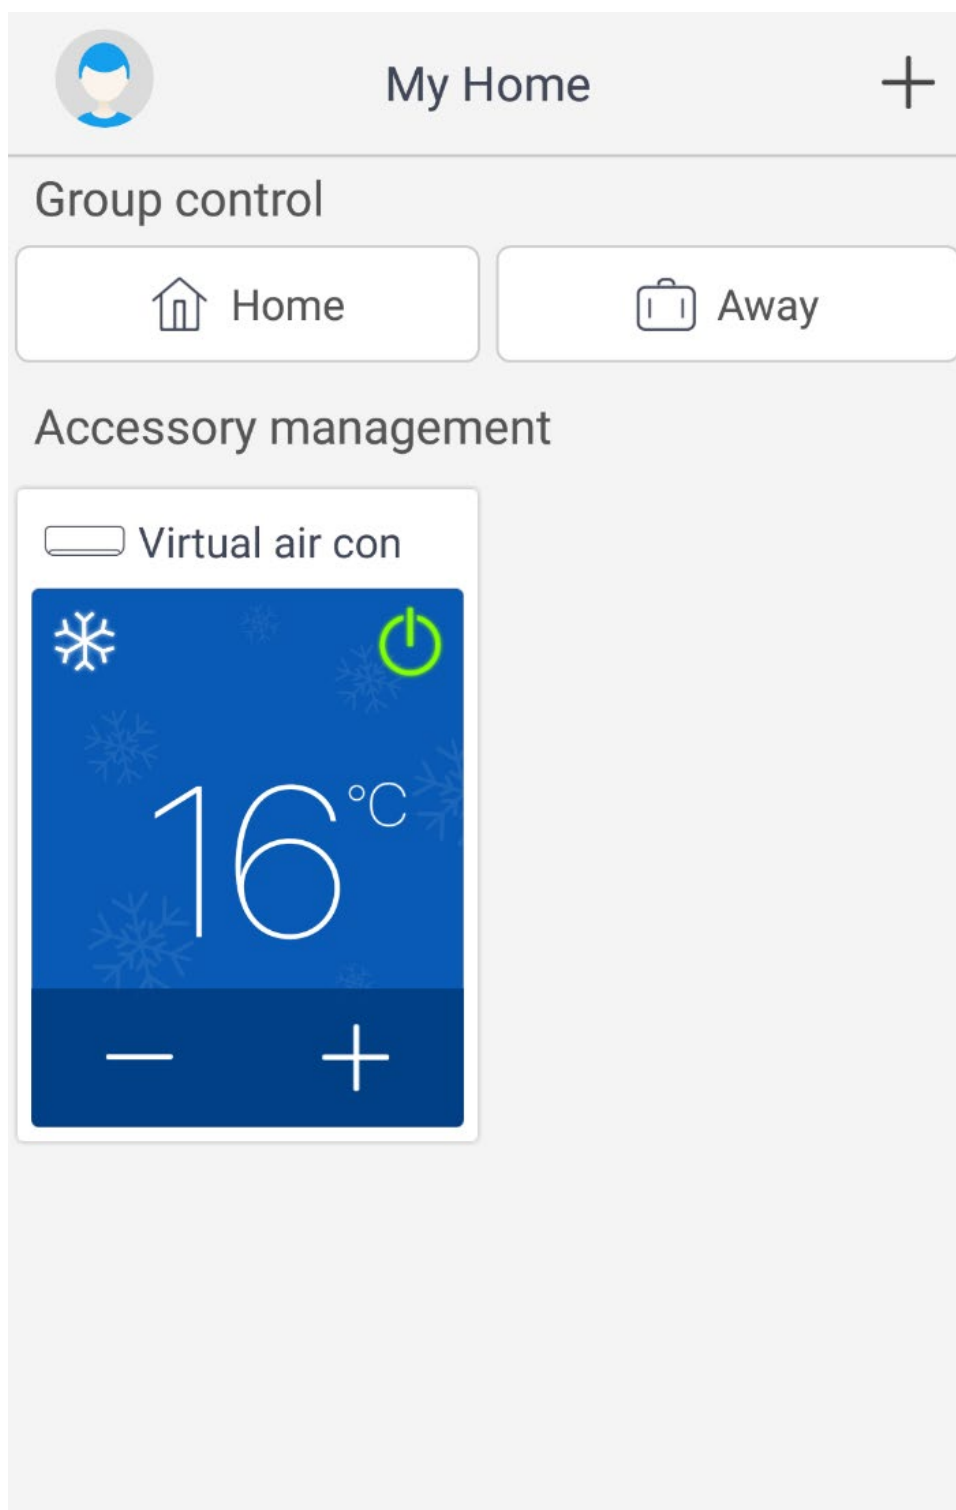 My Home
Group control
Home
Away
Accessory management
Virtual air con
16°C